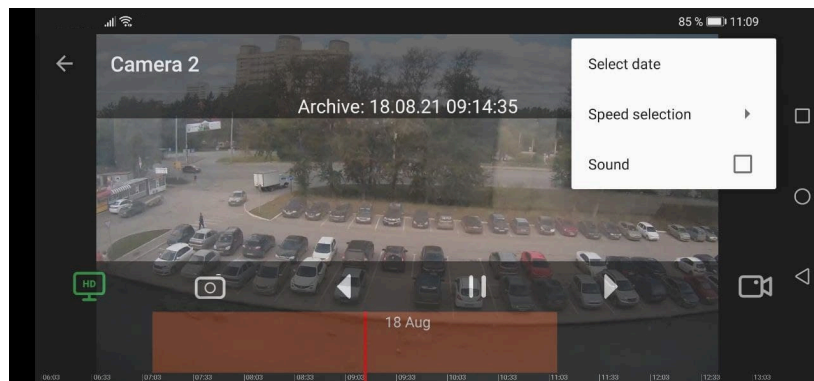 85 % 11:09
Camera 2
Select date
Archive: 18.08.21 09:14:35
Speed selection
Sound
HD
18 Aug
06:03 06:33 |07:03 |07:33 |08:03 |08:33 |09:03 |09:33 |10:03 |10:33 |11:03 |11:33 |12:03 |12:33 13:03